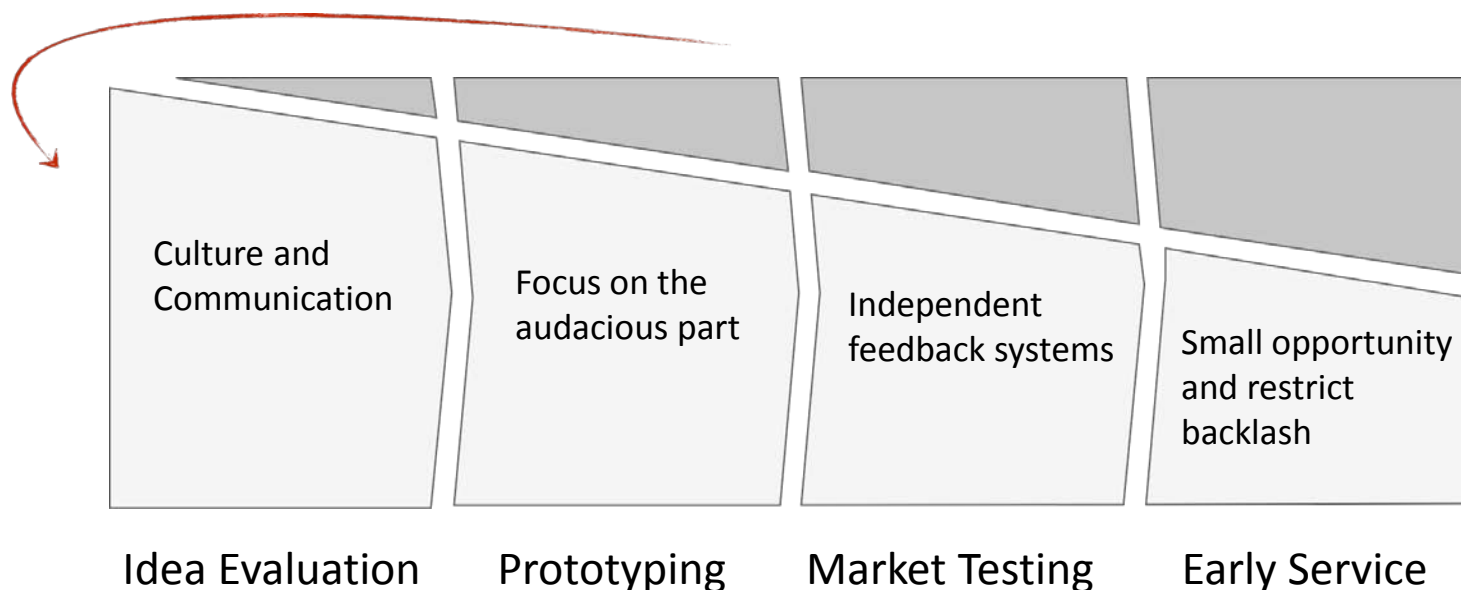 Culture and
Communication
Focus on the
audacious part
Independent
feedback systems
Small opportunity
and restrict
backlash
Idea Evaluation
Prototyping
Market Testing
Early Service